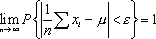 lim_{n→∞} P{|1/n ∑ x_i − μ| < ε} = 1